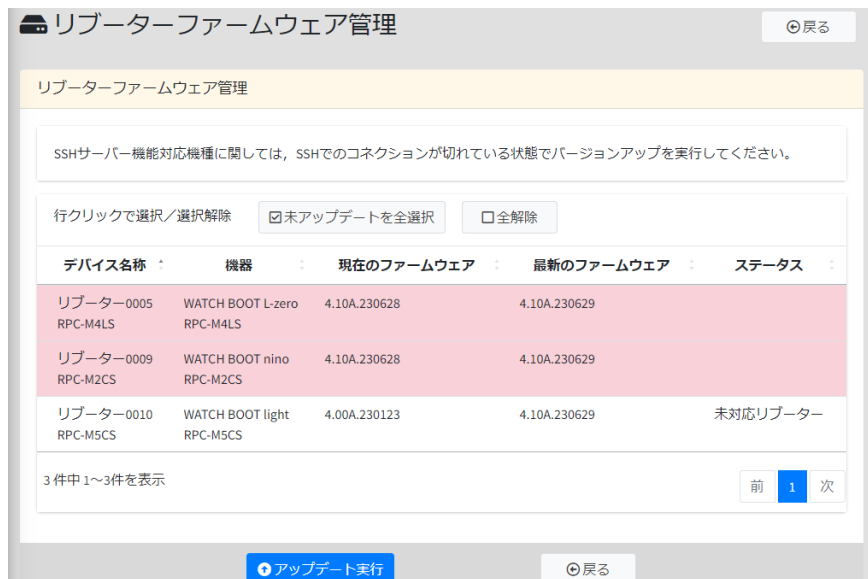 リブーターファームウェア管理
戻る
リブーターファームウェア管理
SSHサーバー機能対応機種に関しては，SSHでのコネクションが切れている状態でバージョンアップを実行してください。
行クリックで選択／選択解除 未アップデートを全選択 全解除
デバイス名称 機器 現在のファームウェア 最新のファームウェア ステータス
リブーター0005 WATCH BOOT L-zero 4.10A.230628 4.10A.230629
RPC-M4LS RPC-M4LS
リブーター0009 WATCH BOOT nino 4.10A.230628 4.10A.230629
RPC-M2CS RPC-M2CS
リブーター0010 WATCH BOOT light 4.00A.230123 4.10A.230629 未対応リブーター
RPC-M5CS RPC-M5CS
3 件中 1～3件を表示
前 1 次
アップデート実行 戻る